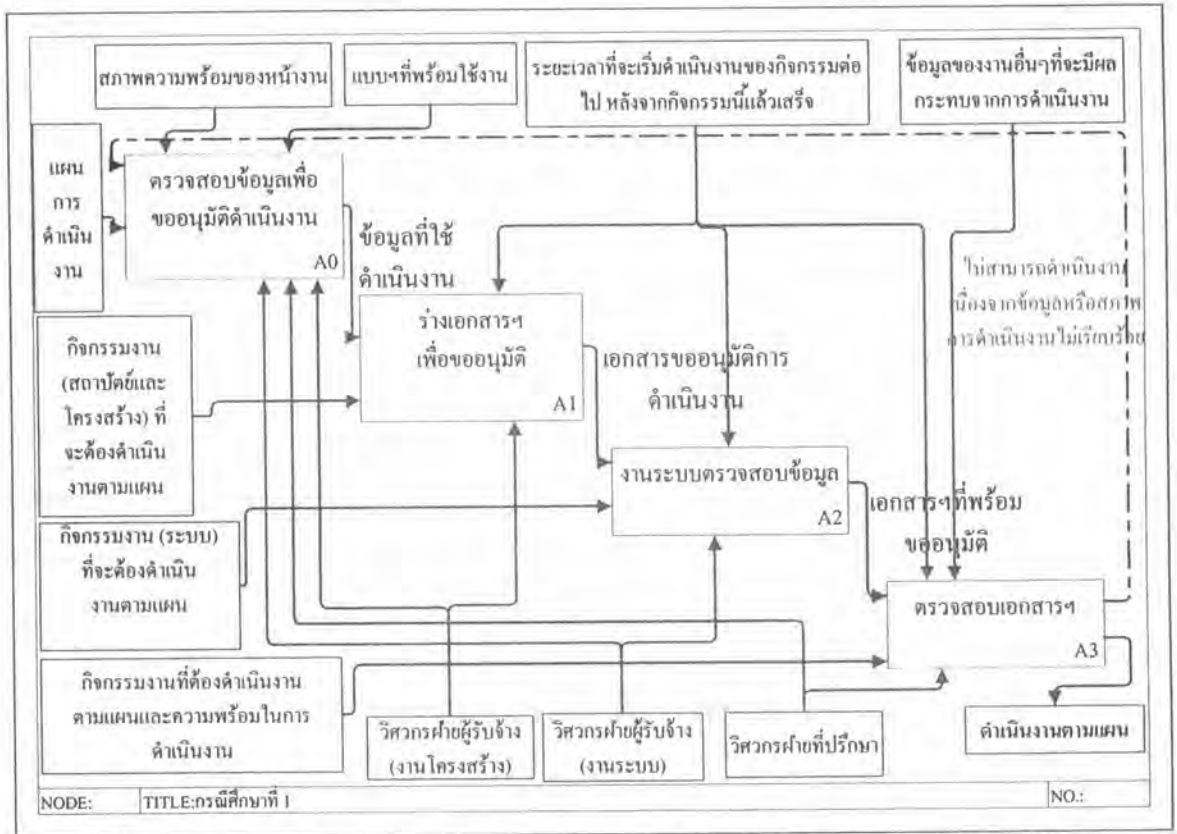 สภาพความพร้อมของหน้างาน
แบบฯที่พร้อมใช้งาน
ระยะเวลาที่จะเริ่มดำเนินงานของกิจกรรมต่อ
ไป หลังจากกิจกรรมนี้แล้วเสร็จ
ข้อมูลของงานอื่นๆที่จะมีผล
กระทบจากการดำเนินงาน
แผน
การ
ดำเนิน
งาน
ตรวจสอบข้อมูลเพื่อ
ขออนุมัติดำเนินงาน
A0
ข้อมูลที่ใช้
ดำเนินงาน
ไม่สามารถดำเนินงาน
เนื่องจากข้อมูลหรือสภาพ
การดำเนินงานไม่เรียบร้อย
กิจกรรมงาน
(สถาปัตย์และ
โครงสร้าง) ที่
จะต้องดำเนิน
งานตามแผน
ร่างเอกสารฯ
เพื่อขออนุมัติ
A1
เอกสารขออนุมัติการ
ดำเนินงาน
งานระบบตรวจสอบข้อมูล
A2
เอกสารฯที่พร้อม
ขออนุมัติ
กิจกรรมงาน (ระบบ)
ที่จะต้องดำเนิน
งานตามแผน
ตรวจสอบเอกสารฯ
A3
กิจกรรมงานที่ต้องดำเนินงาน
ตามแผนและความพร้อมในการ
ดำเนินงาน
วิศวกรฝ่ายผู้รับจ้าง
(งานโครงสร้าง)
วิศวกรฝ่ายผู้รับจ้าง
(งานระบบ)
วิศวกรฝ่ายที่ปรึกษา
ดำเนินงานตามแผน
NODE:
TITLE:กรณีศึกษาที่ 1
NO.: